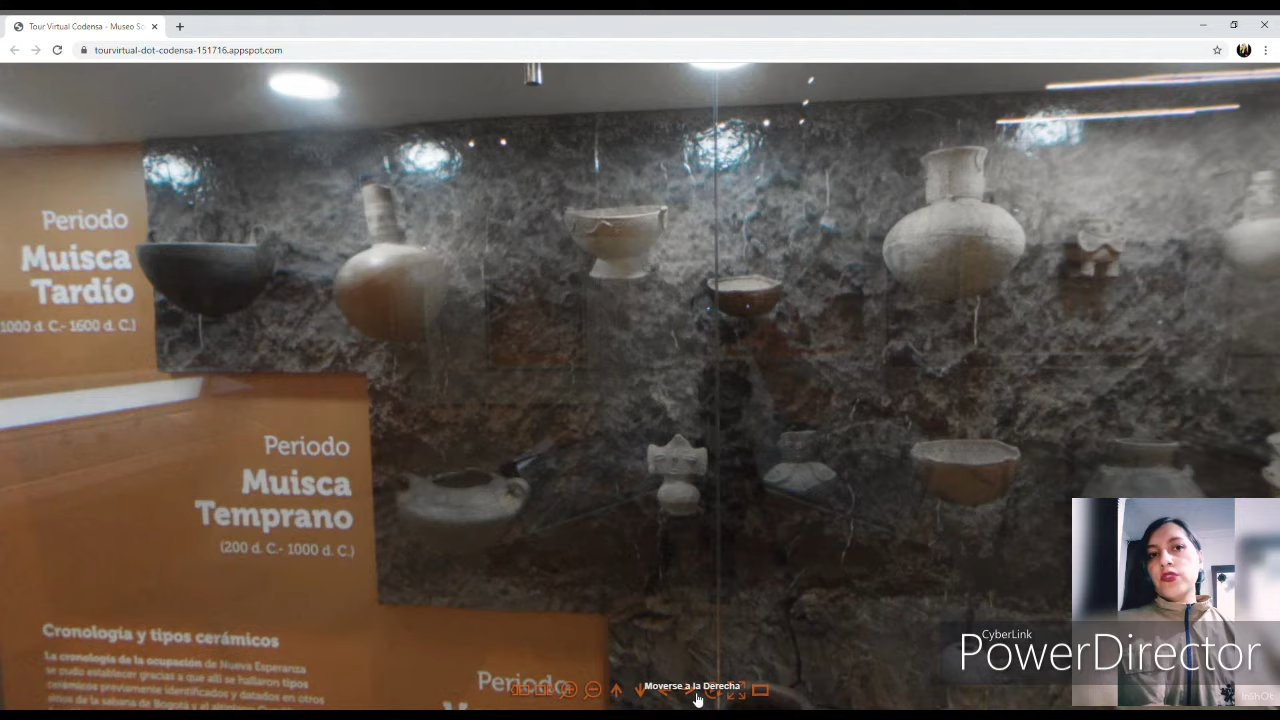 Tour Virtual Codensa - Museo So
tourvirtual-dot-codensa-151716.appspot.com
Periodo
Muisca
Tardío
1000 d. C.- 1600 d. C.)
Periodo
Muisca
Temprano
(200 d. C.- 1000 d. C.)
Cronología y tipos cerámicos
La cronología de la ocupación de Nueva Esperanza
se pudo establecer gracias a que allí se hallaron tipos
cerámicos previamente identificados y datados en otros
Periodo
Moverse a la Derecha
CyberLink
PowerDirector
InShOt